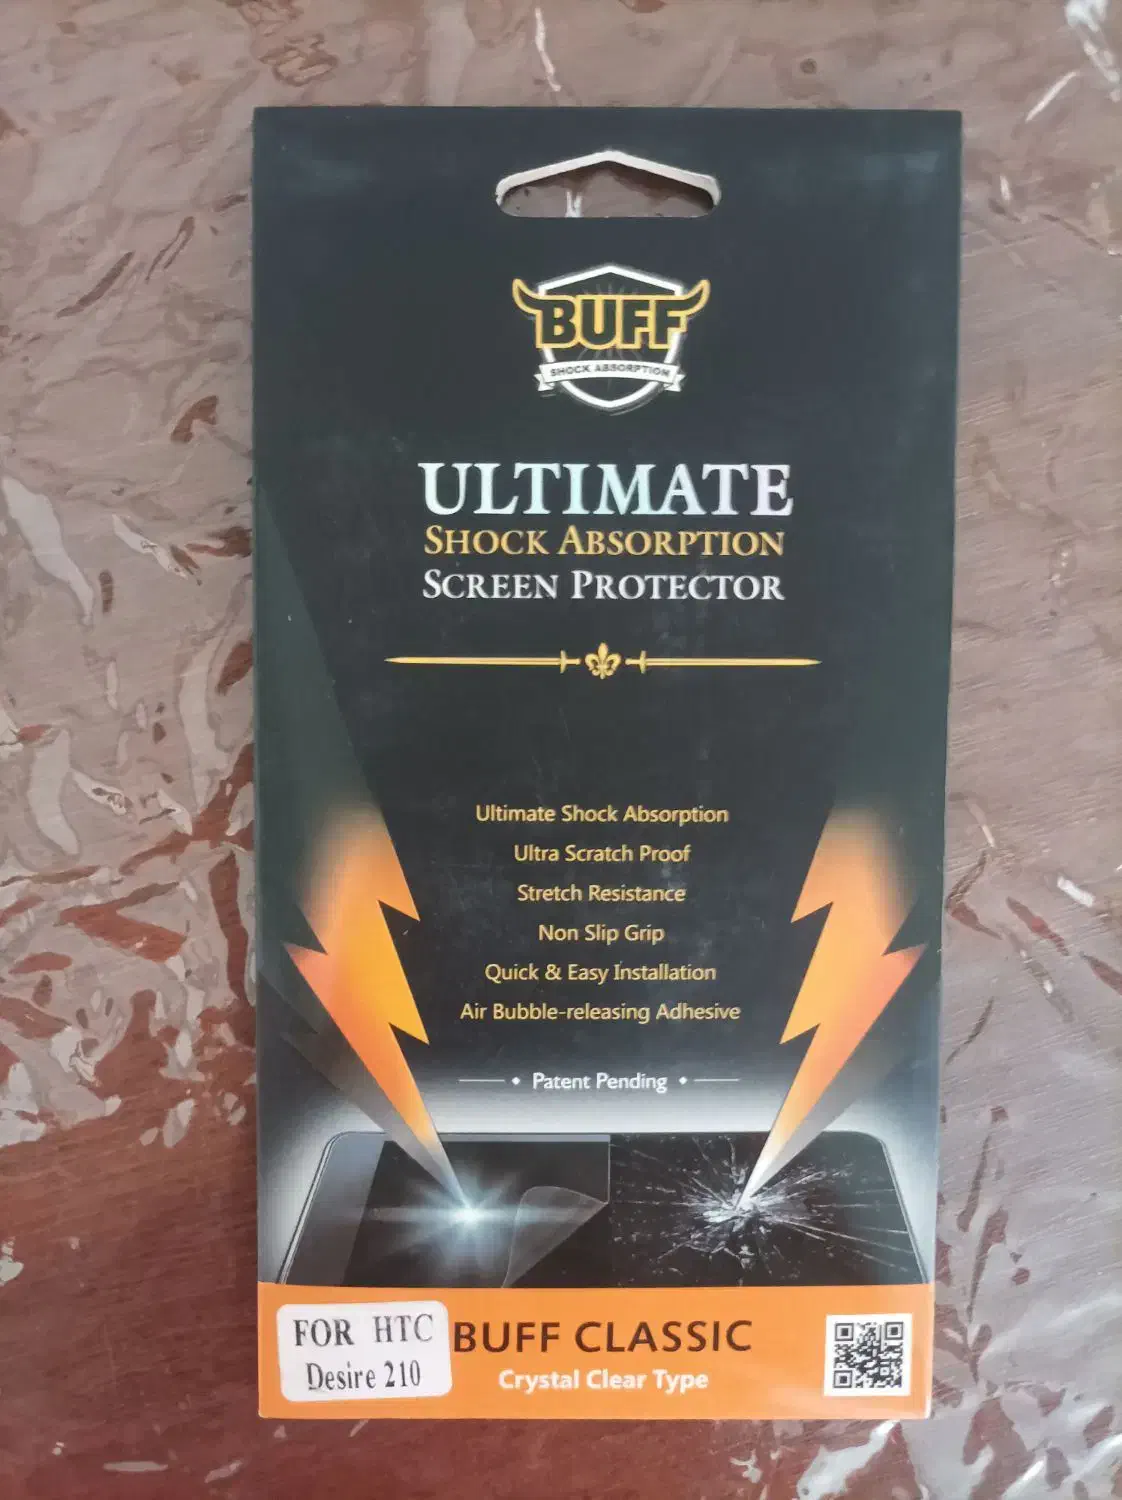 BUFF
SHOCK ABSORPTION
ULTIMATE
SHOCK ABSORPTION
SCREEN PROTECTOR
Ultimate Shock Absorption
Ultra Scratch Proof
Stretch Resistance
Non Slip Grip
Quick & Easy Installation
Air Bubble-releasing Adhesive
Patent Pending
FOR HTC
Desire 210
BUFF CLASSIC
Crystal Clear Type